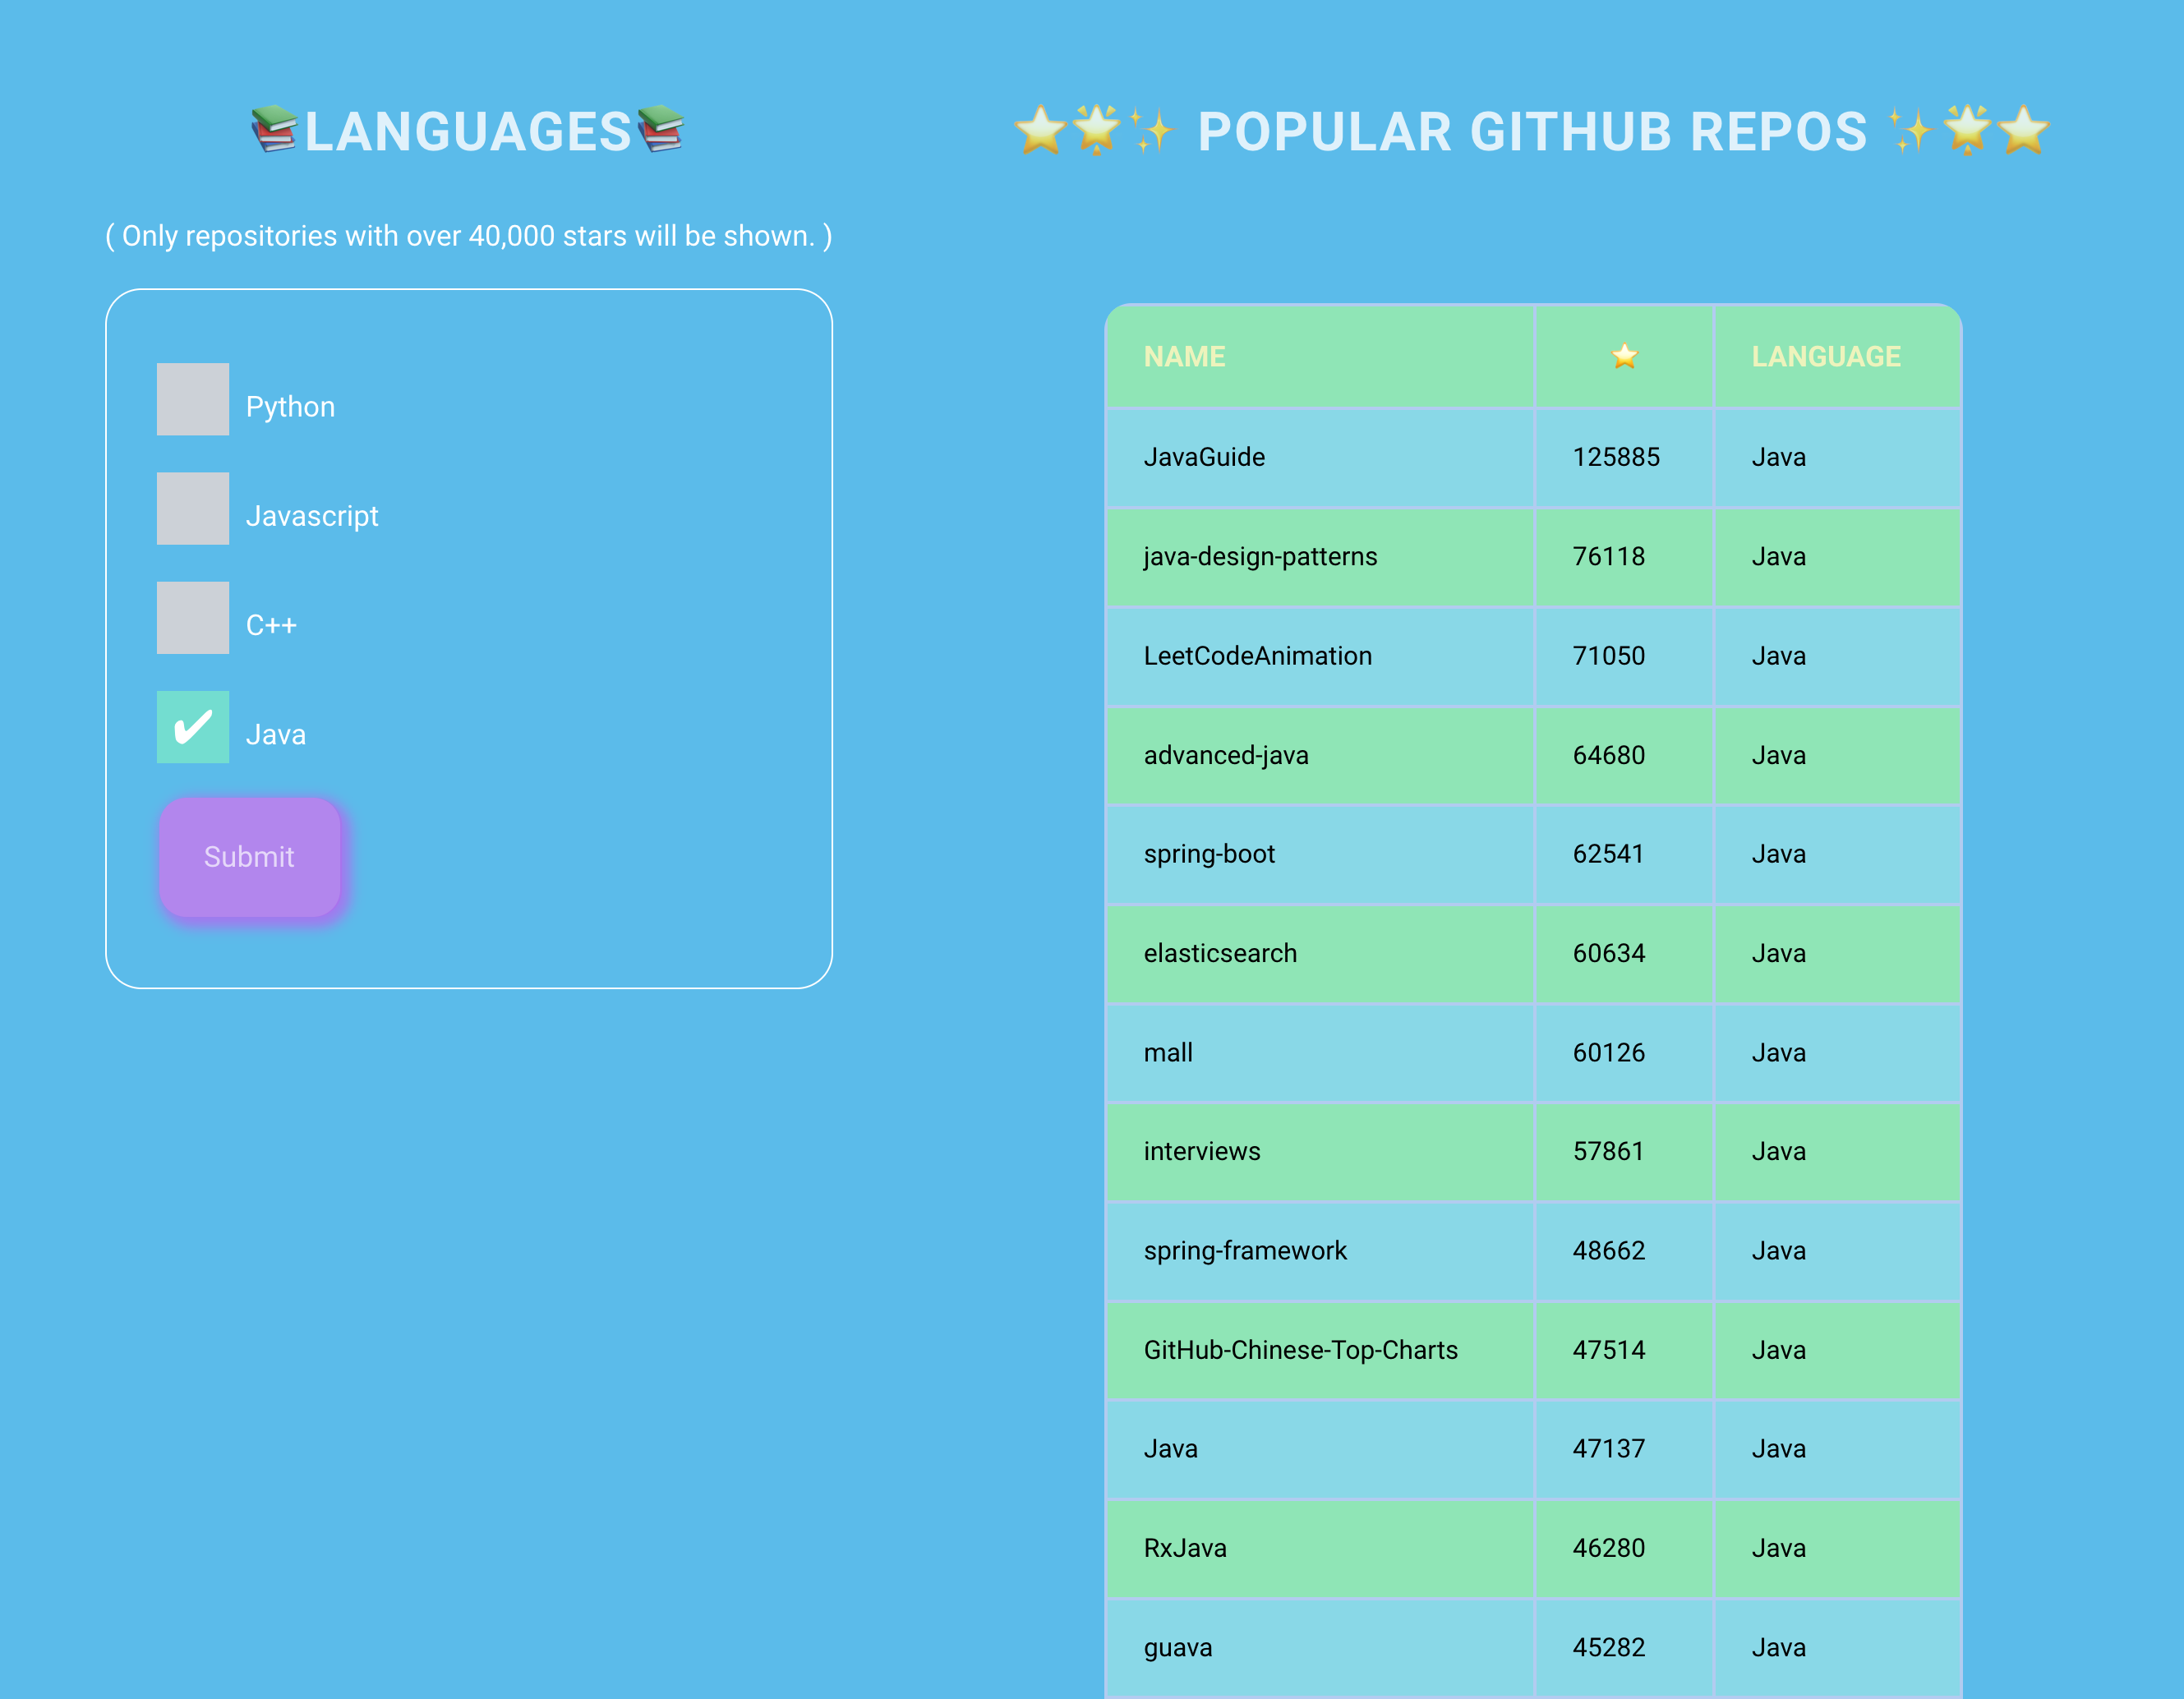 📚LANGUAGES📚
( Only repositories with over 40,000 stars will be shown. )
Python
Javascript
C++
✔ Java
Submit
⭐🌟✨ POPULAR GITHUB REPOS ✨🌟⭐
NAME ⭐ LANGUAGE
JavaGuide 125885 Java
java-design-patterns 76118 Java
LeetCodeAnimation 71050 Java
advanced-java 64680 Java
spring-boot 62541 Java
elasticsearch 60634 Java
mall 60126 Java
interviews 57861 Java
spring-framework 48662 Java
GitHub-Chinese-Top-Charts 47514 Java
Java 47137 Java
RxJava 46280 Java
guava 45282 Java